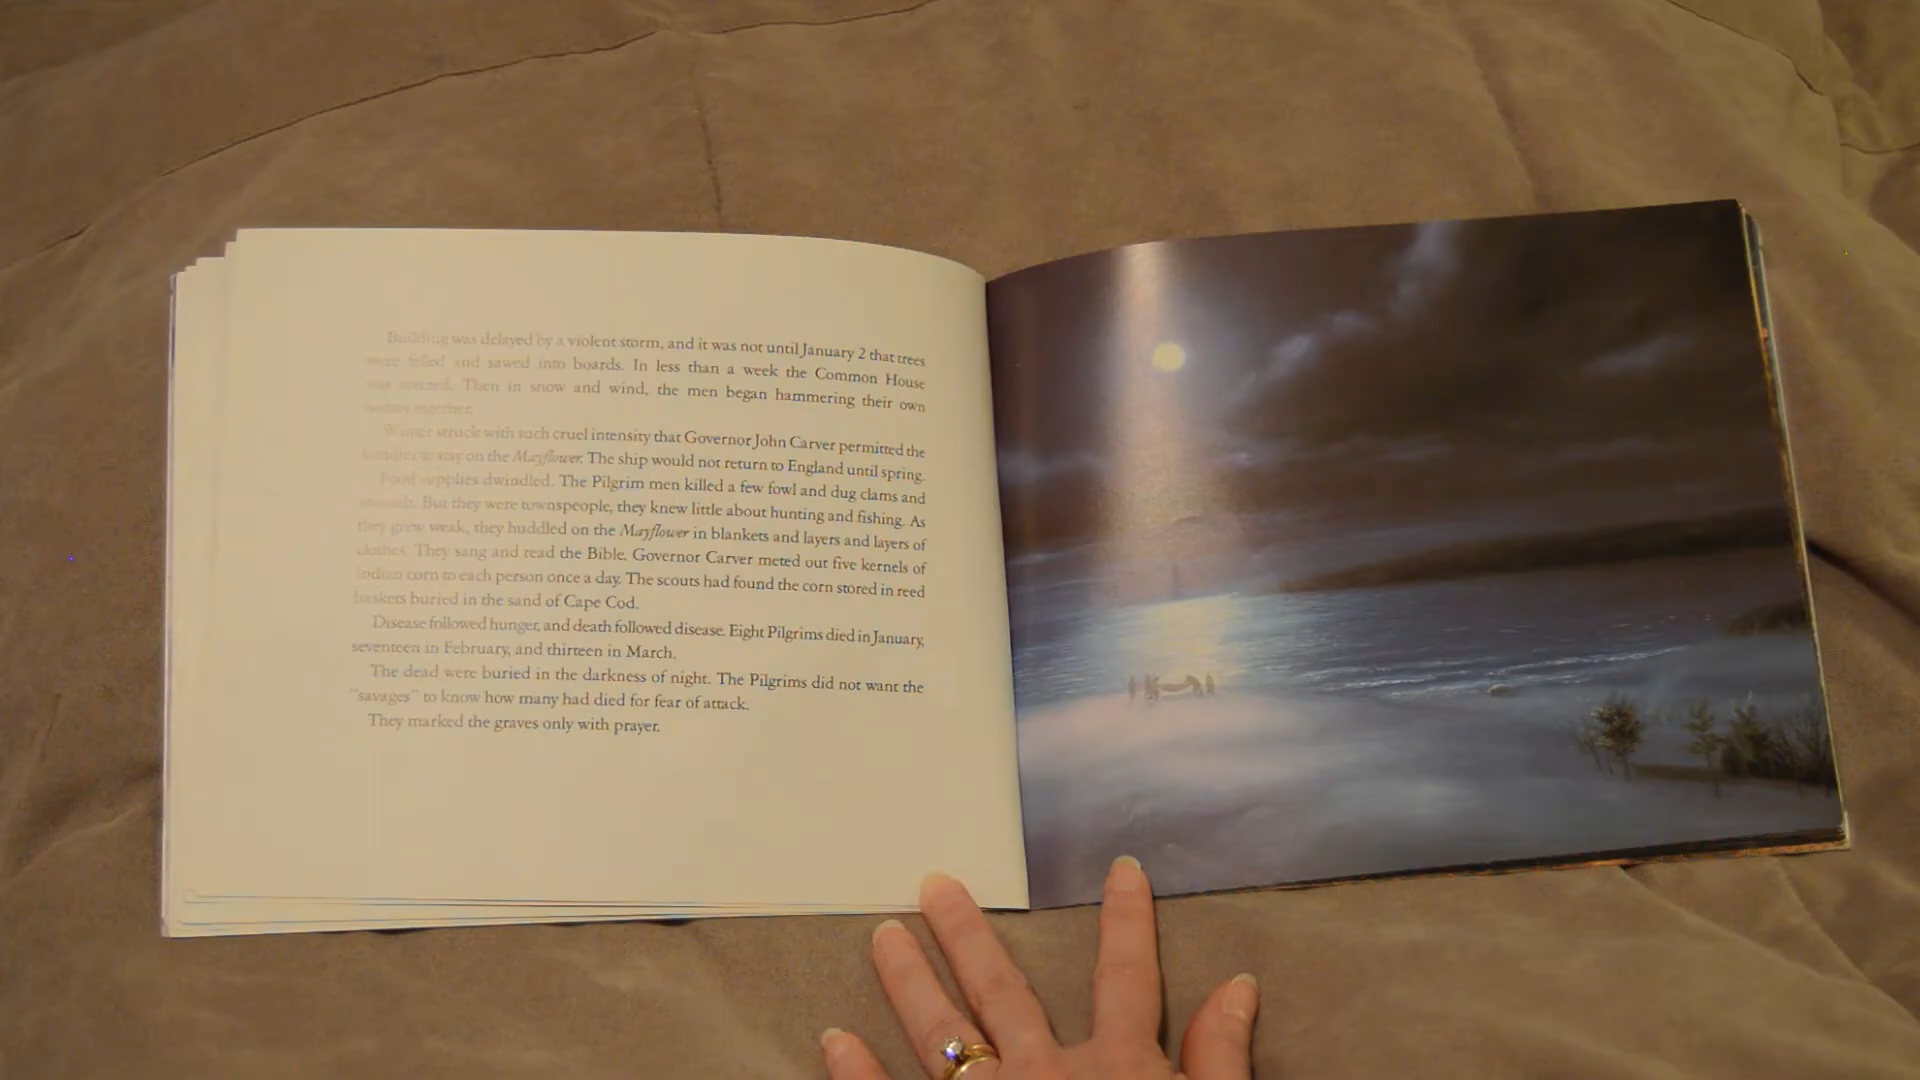 Building was delayed by a violent storm, and it was not until January 2 that trees
were felled and sawed into boards. In less than a week the Common House
was erected. Then in snow and wind, the men began hammering their own
homes together.
Winter struck with such cruel intensity that Governor John Carver permitted the
families to stay on the Mayflower. The ship would not return to England until spring.
Food supplies dwindled. The Pilgrim men killed a few fowl and dug clams and
But they were townspeople, they knew little about hunting and fishing. As
they grew weak, they huddled on the Mayflower in blankets and layers and layers of
clothes. They sang and read the Bible. Governor Carver meted out five kernels of
Indian corn to each person once a day. The scouts had found the corn stored in reed
baskets buried in the sand of Cape Cod.
Disease followed hunger, and death followed disease. Eight Pilgrims died in January,
seventeen in February, and thirteen in March.
The dead were buried in the darkness of night. The Pilgrims did not want the
"savages" to know how many had died for fear of attack.
They marked the graves only with prayer.